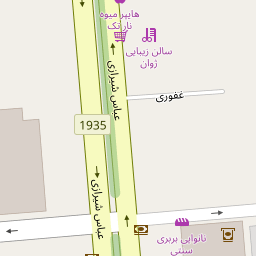 هایپر میوه
نارنگ
سالن زیبایی
ژوان
عباس شیرازی
غفوری
1935
عباس شیرازی
نانوایی بربری
سنتی